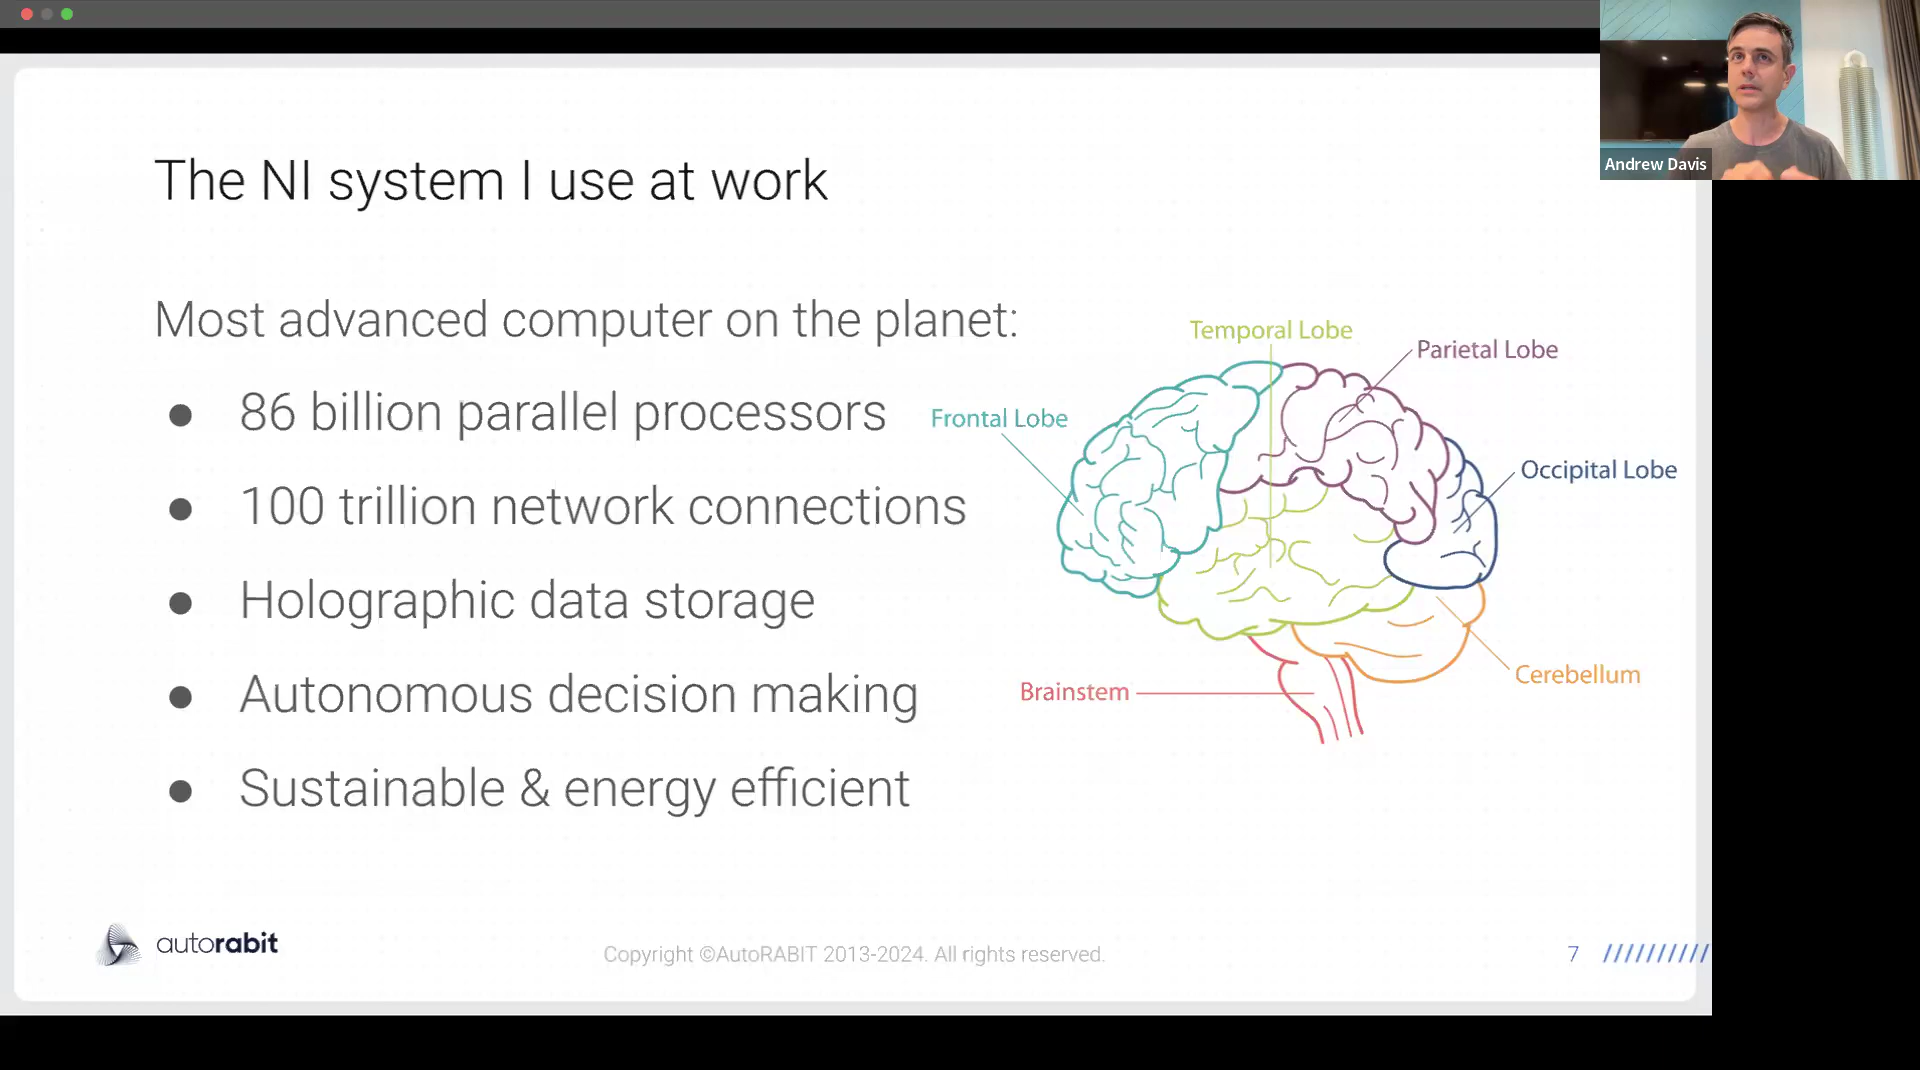 Andrew Davis
The NI system I use at work
Most advanced computer on the planet:
● 86 billion parallel processors
● 100 trillion network connections
● Holographic data storage
● Autonomous decision making
● Sustainable & energy efficient
Temporal Lobe
Parietal Lobe
Frontal Lobe
Occipital Lobe
Cerebellum
Brainstem
autorabit
Copyright ©AutoRABIT 2013-2024. All rights reserved.
7 //////////